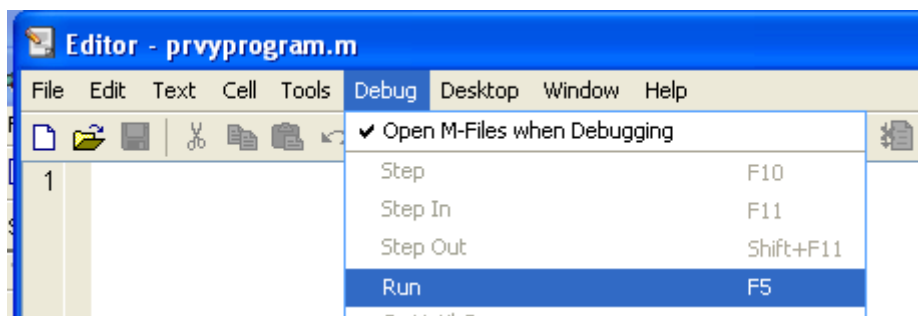 Editor - prvyprogram.m
File Edit Text Cell Tools Debug Desktop Window Help
✔ Open M-Files when Debugging
1
Step F10
Step In F11
Step Out Shift+F11
Run F5